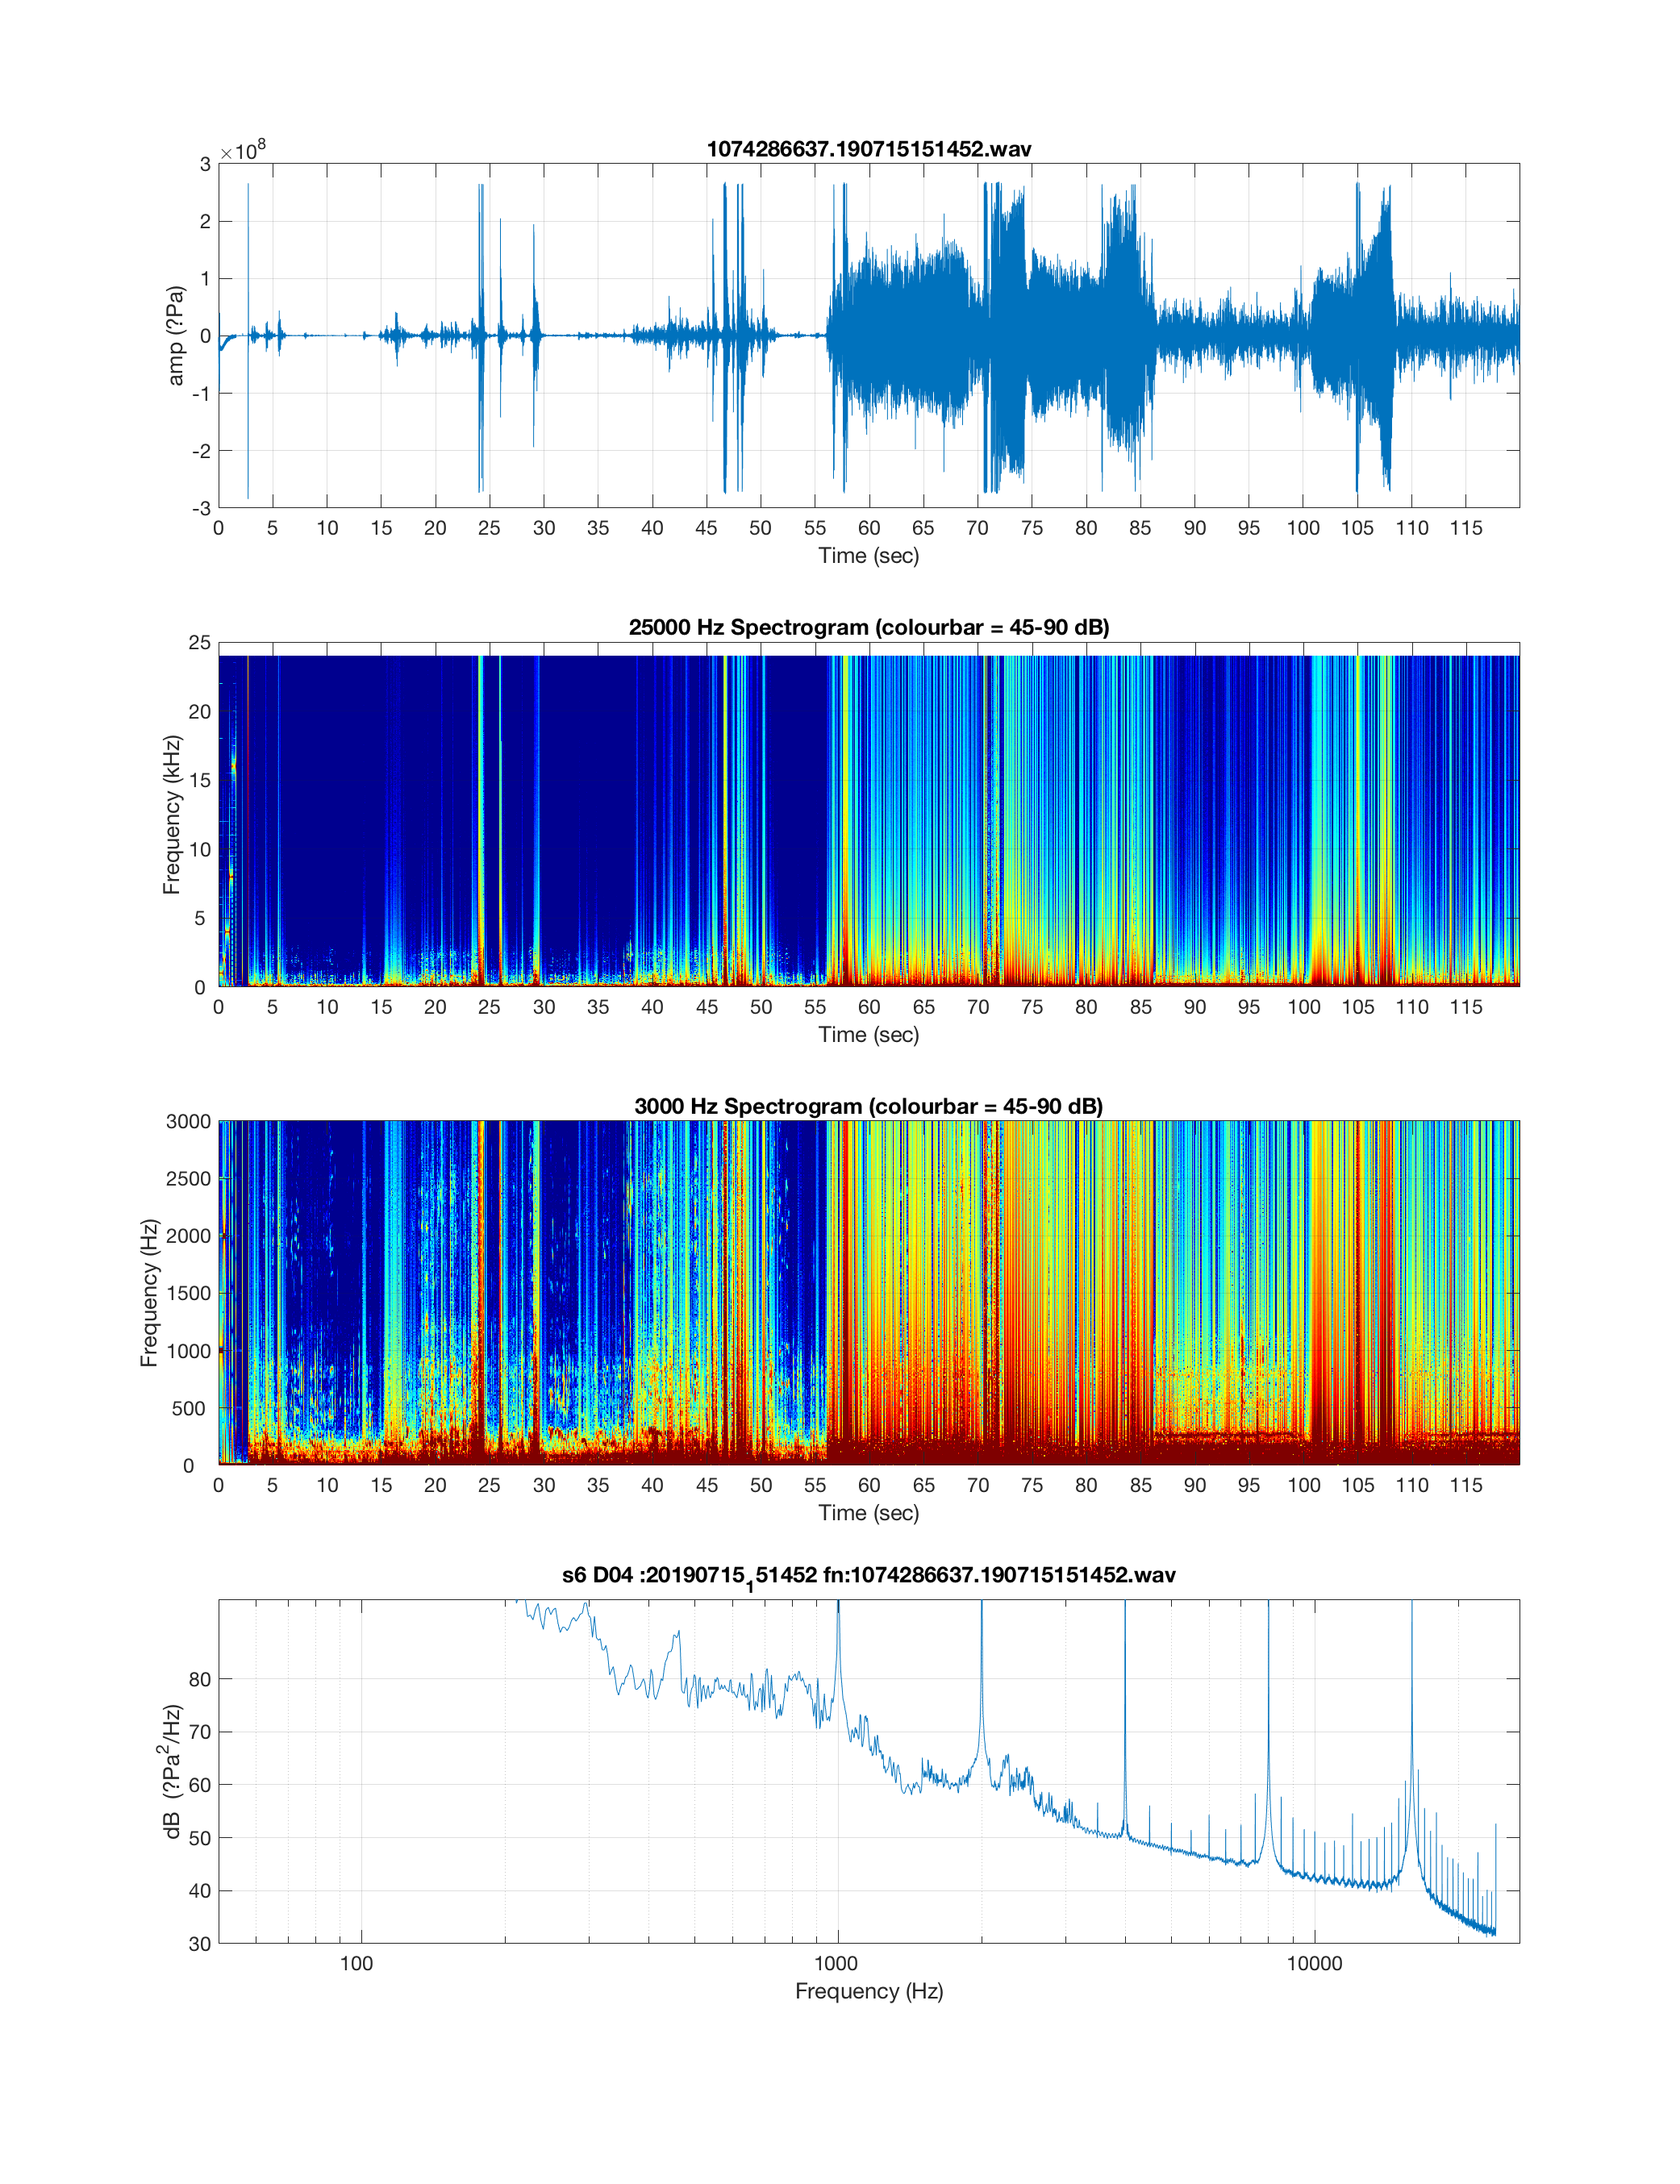 1074286637.190715151452.wav
×10^8
3
2
1
0
-1
-2
-3
amp (?Pa)
0 5 10 15 20 25 30 35 40 45 50 55 60 65 70 75 80 85 90 95 100 105 110 115
Time (sec)
25000 Hz Spectrogram (colourbar = 45-90 dB)
25
20
15
10
5
0
Frequency (kHz)
0 5 10 15 20 25 30 35 40 45 50 55 60 65 70 75 80 85 90 95 100 105 110 115
Time (sec)
3000 Hz Spectrogram (colourbar = 45-90 dB)
3000
2500
2000
1500
1000
500
0
Frequency (Hz)
0 5 10 15 20 25 30 35 40 45 50 55 60 65 70 75 80 85 90 95 100 105 110 115
Time (sec)
s6 D04 :20190715_151452 fn:1074286637.190715151452.wav
80
70
60
50
40
30
dB (?Pa^2/Hz)
100 1000 10000
Frequency (Hz)